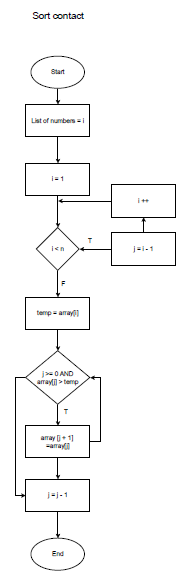 Sort contact
Start
List of numbers = i
i = 1
i ++
i < n
T
j = i - 1
F
temp = array[i]
j >= 0 AND
array[j] > temp
T
array [j + 1]
=array[j]
j = j - 1
End